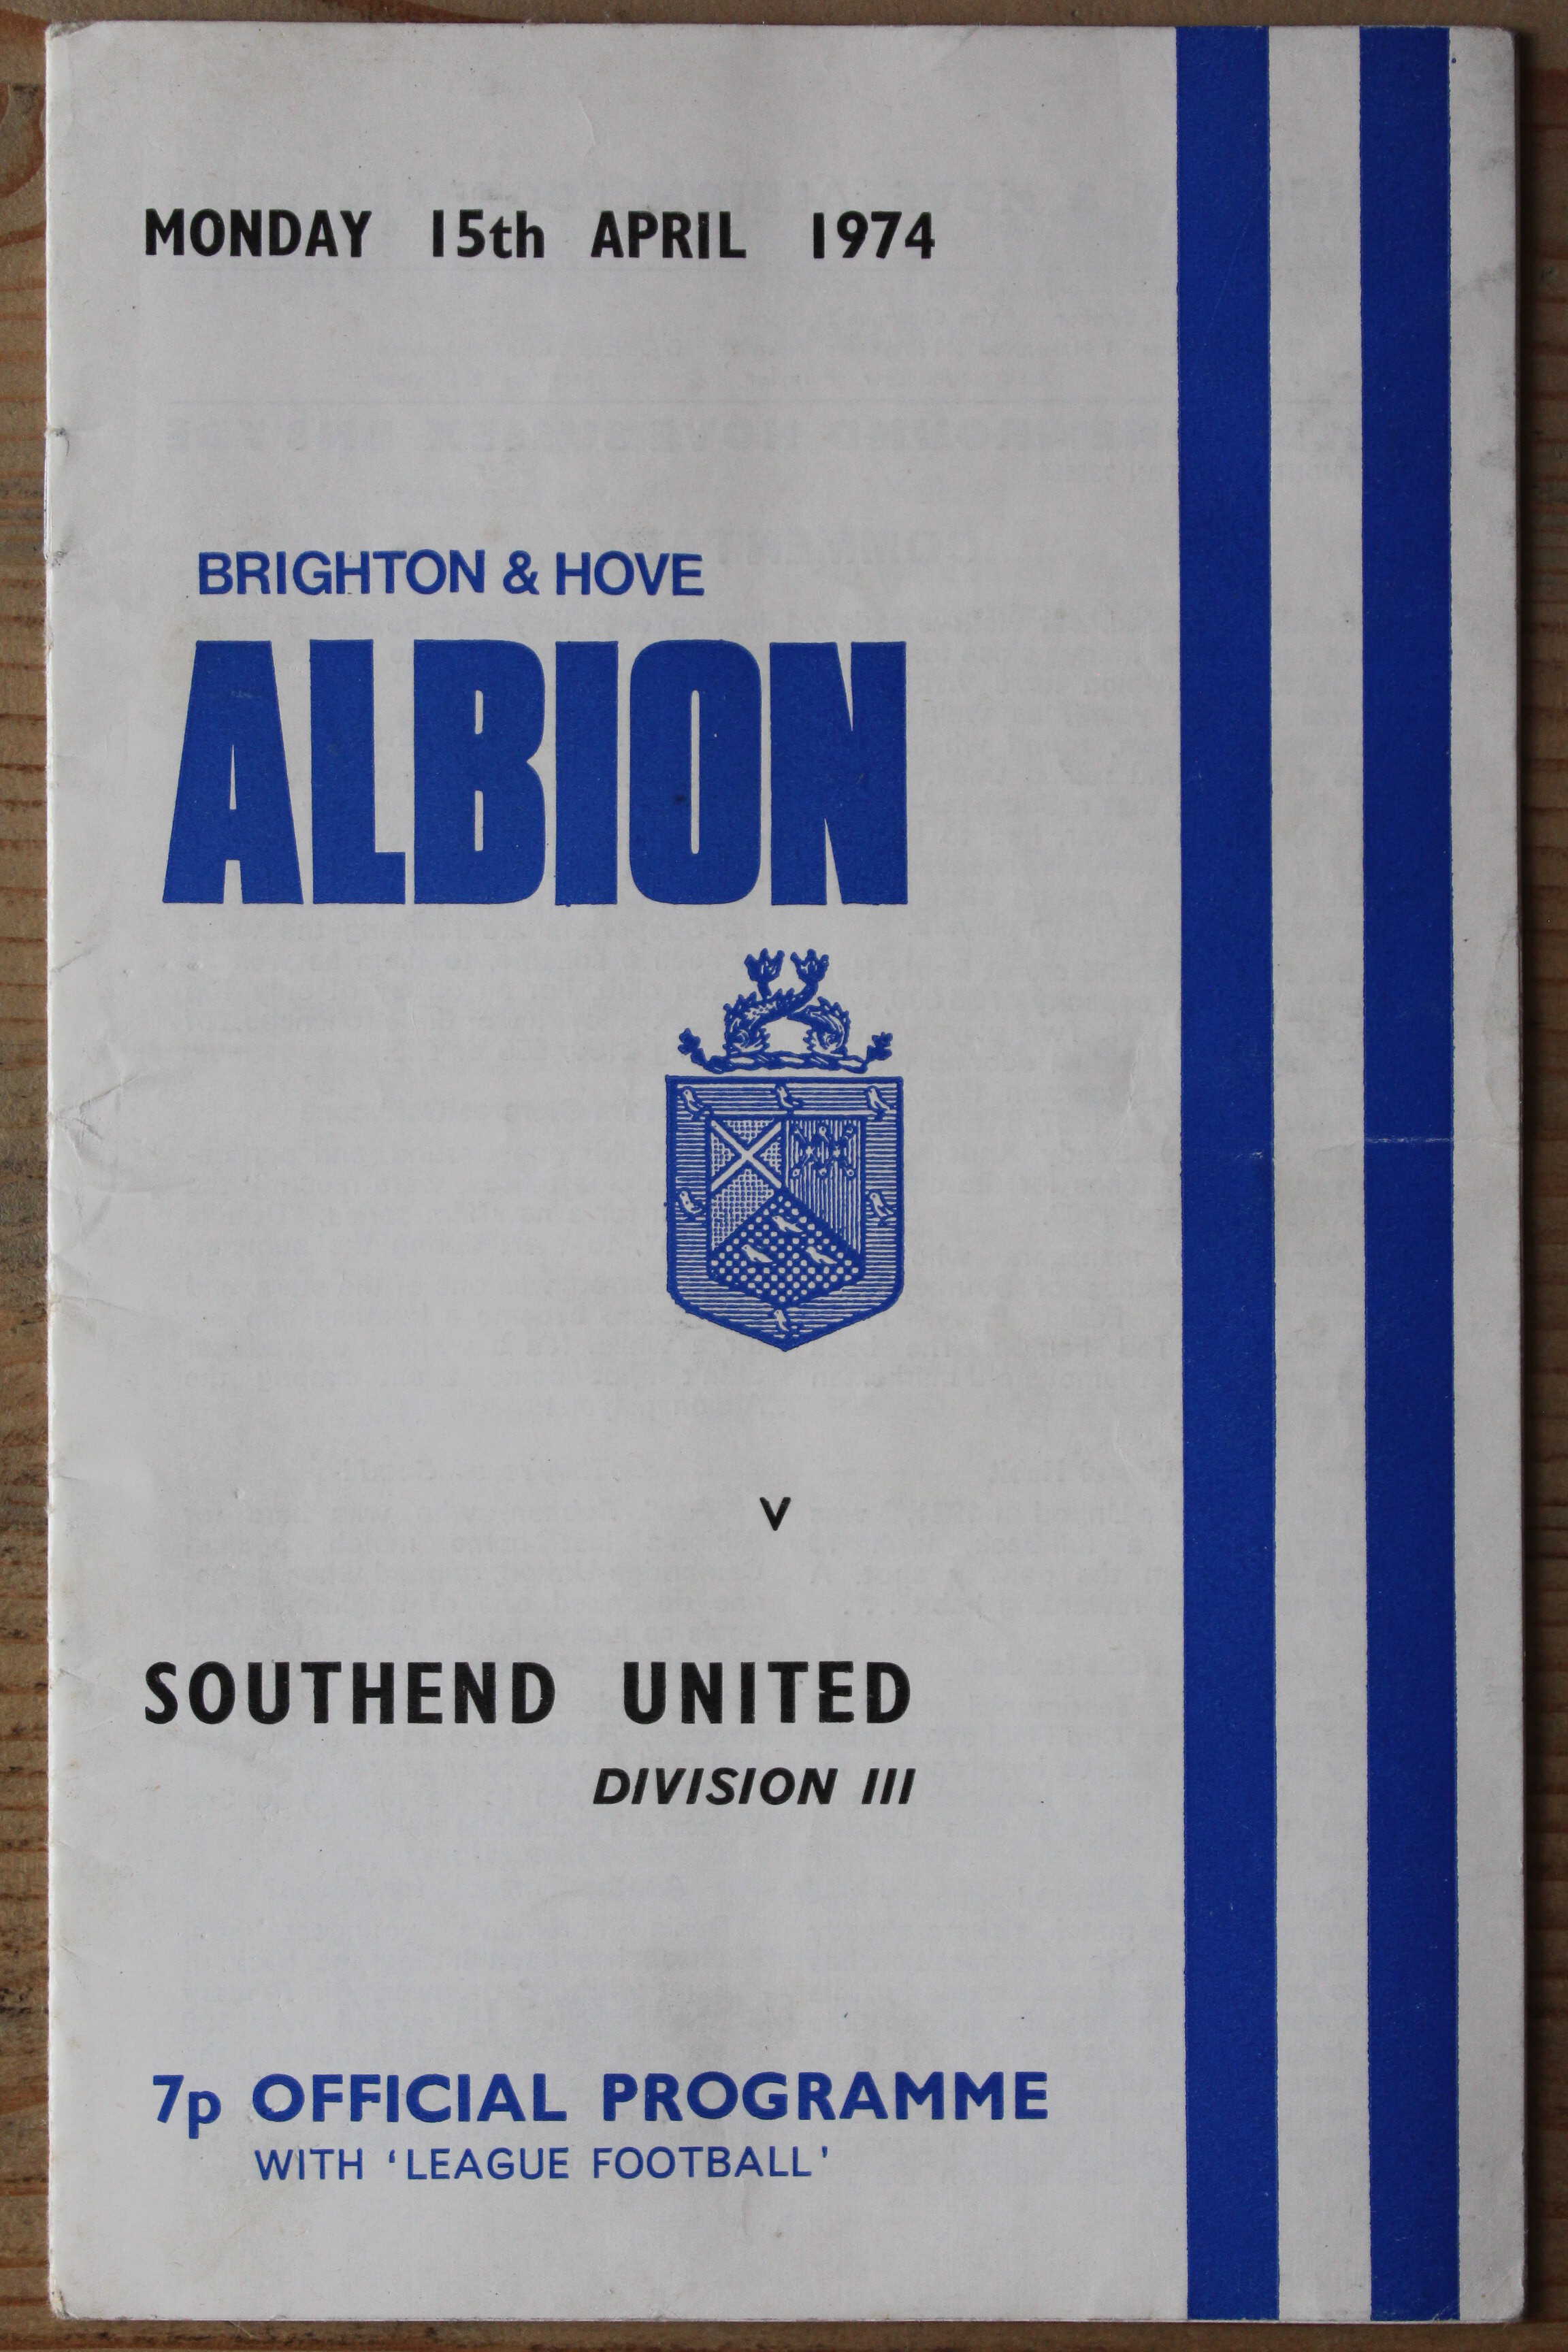 MONDAY 15th APRIL 1974
BRIGHTON & HOVE
ALBION
v
SOUTHEND UNITED
DIVISION III
7p OFFICIAL PROGRAMME
WITH 'LEAGUE FOOTBALL'